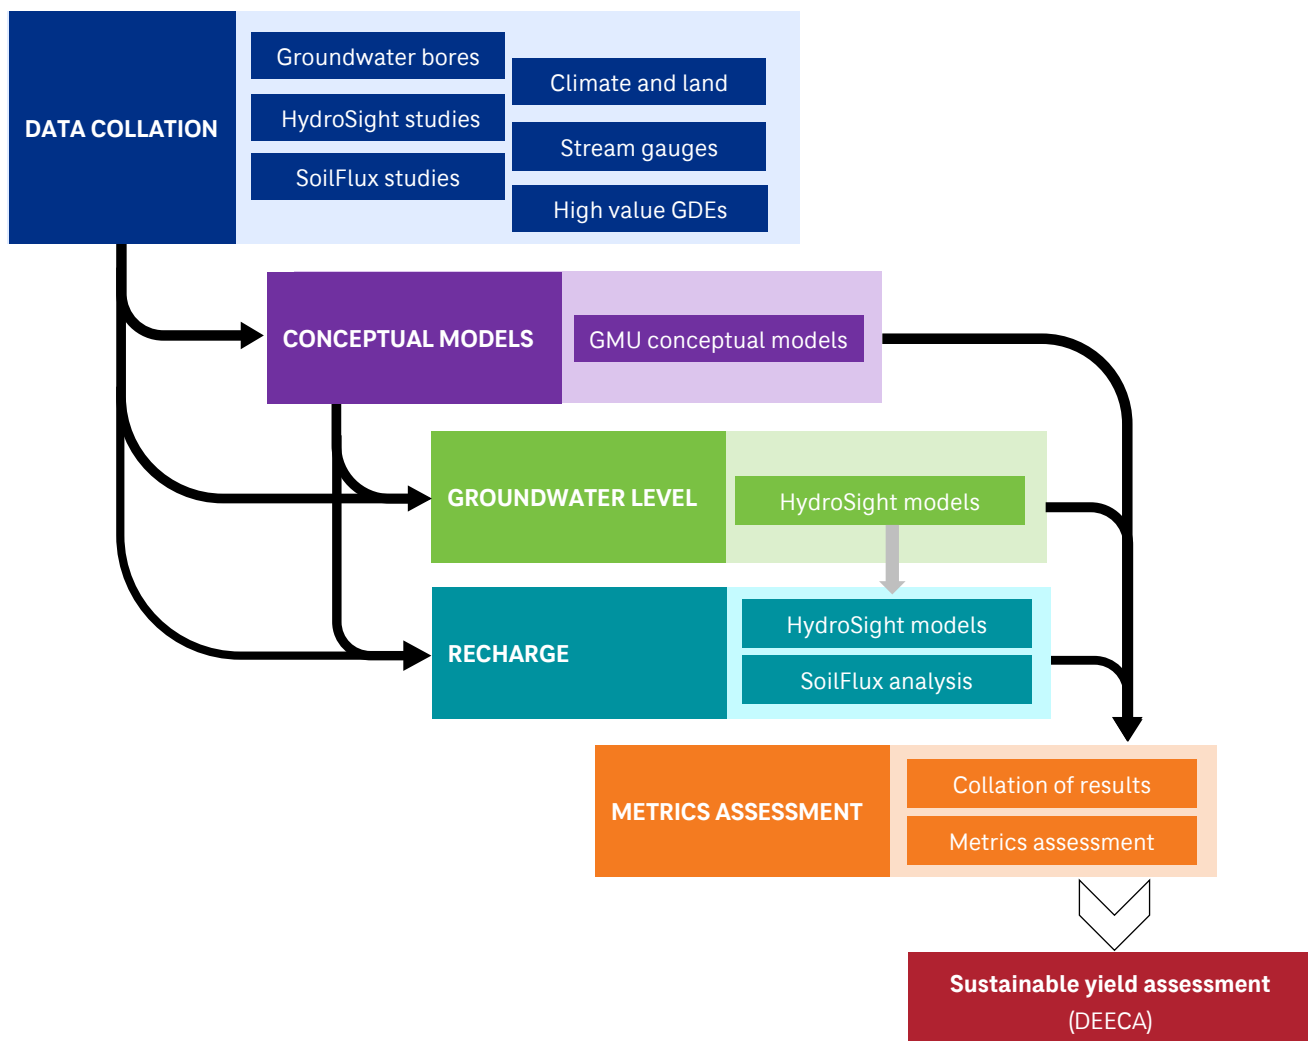 DATA COLLATION
Groundwater bores
HydroSight studies
SoilFlux studies
Climate and land
Stream gauges
High value GDEs
CONCEPTUAL MODELS
GMU conceptual models
GROUNDWATER LEVEL
HydroSight models
RECHARGE
HydroSight models
SoilFlux analysis
METRICS ASSESSMENT
Collation of results
Metrics assessment
Sustainable yield assessment
(DEECA)